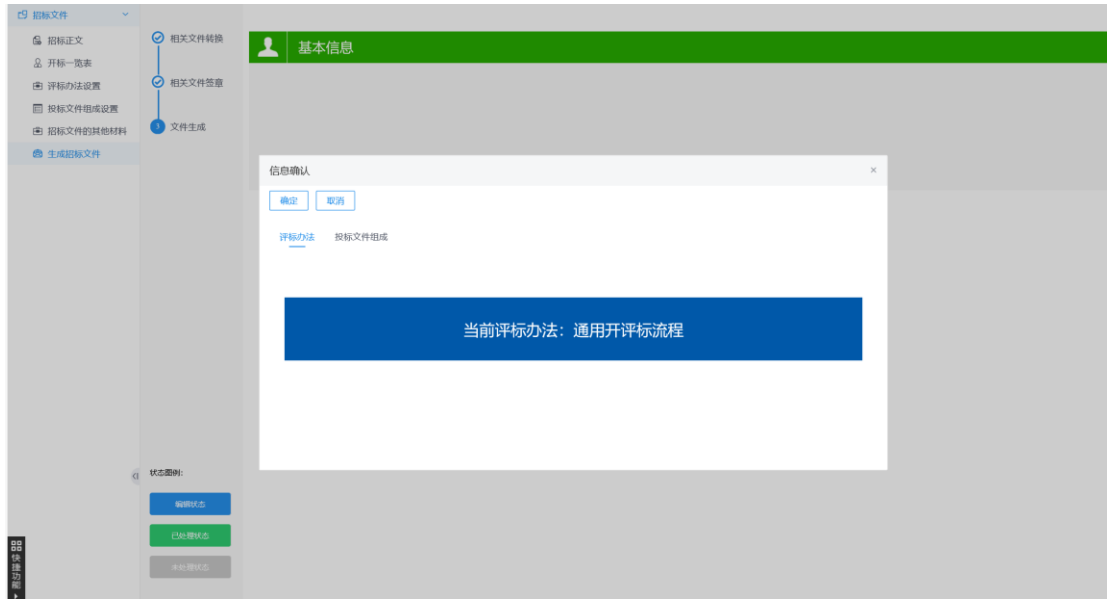 招标文件
招标正文
开标一览表
评标办法设置
投标文件组成设置
招标文件的其他材料
生成招标文件
相关文件转换
相关文件签章
3 文件生成
基本信息
信息确认 ×
确定 取消
评标办法 投标文件组成
当前评标办法：通用开评标流程
状态图例:
编辑状态
已处理状态
未处理状态
快捷功能